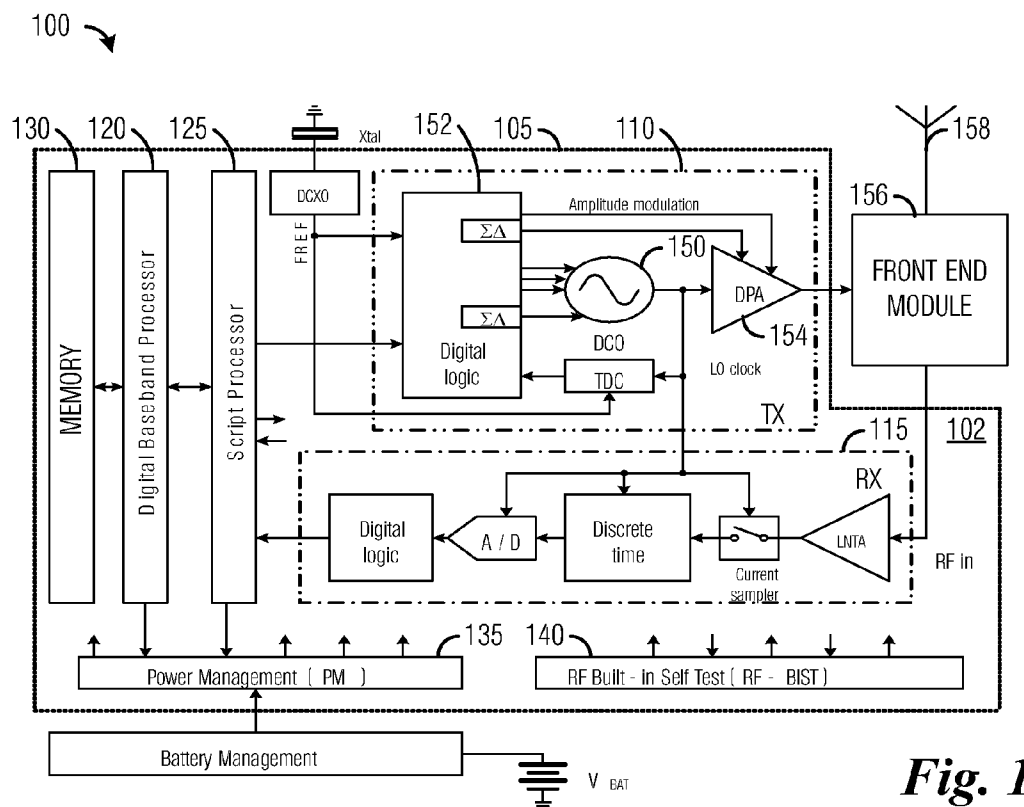 100
130
120
125
Xtal
152
105
110
158
156
DCXO
FREF
Amplitude modulation
ΣΔ
150
DPA
154
FRONT END
MODULE
ΣΔ
Digital
logic
DCO
TDC
LO clock
TX
MEMORY
Digital Baseband Processor
Script Processor
115
102
RX
Digital
logic
A / D
Discrete
time
Current
sampler
LNTA
RF in
135
140
Power Management ( PM )
RF Built - in Self Test ( RF - BIST )
Battery Management
V BAT
Fig. 1